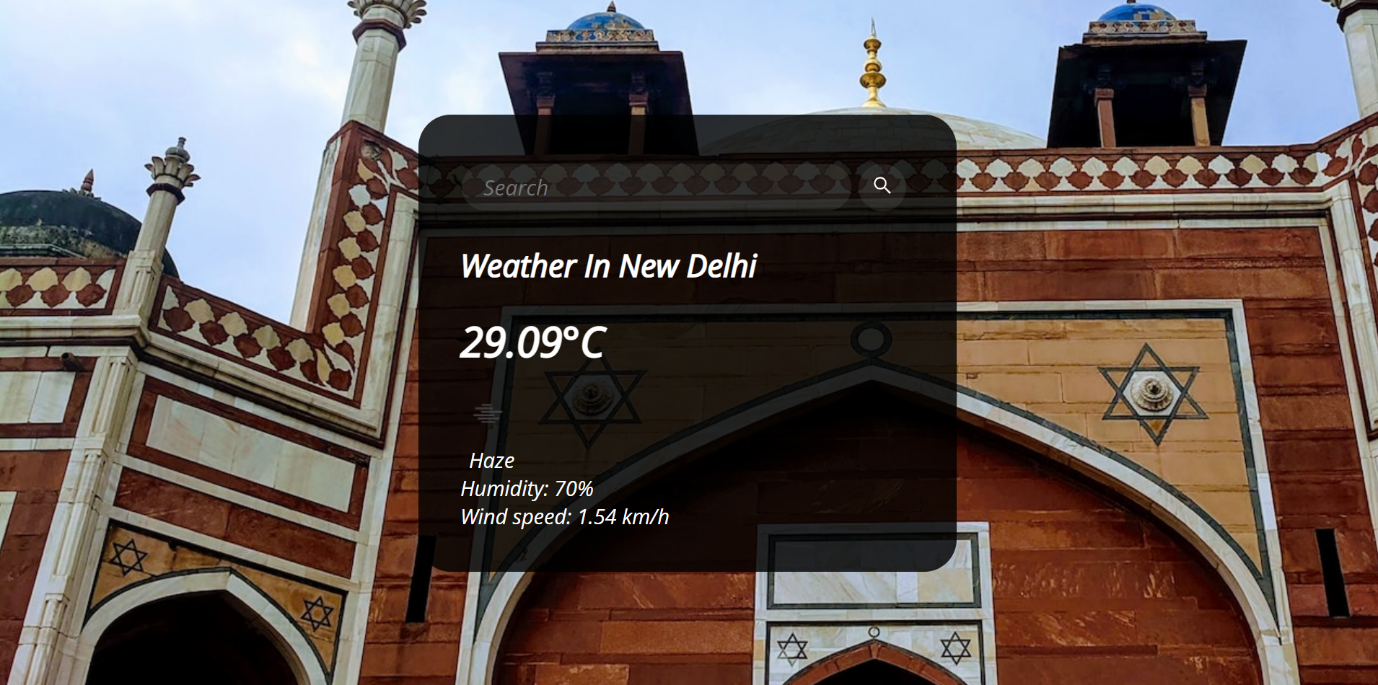 Search
Weather In New Delhi
29.09°C
Haze
Humidity: 70%
Wind speed: 1.54 km/h